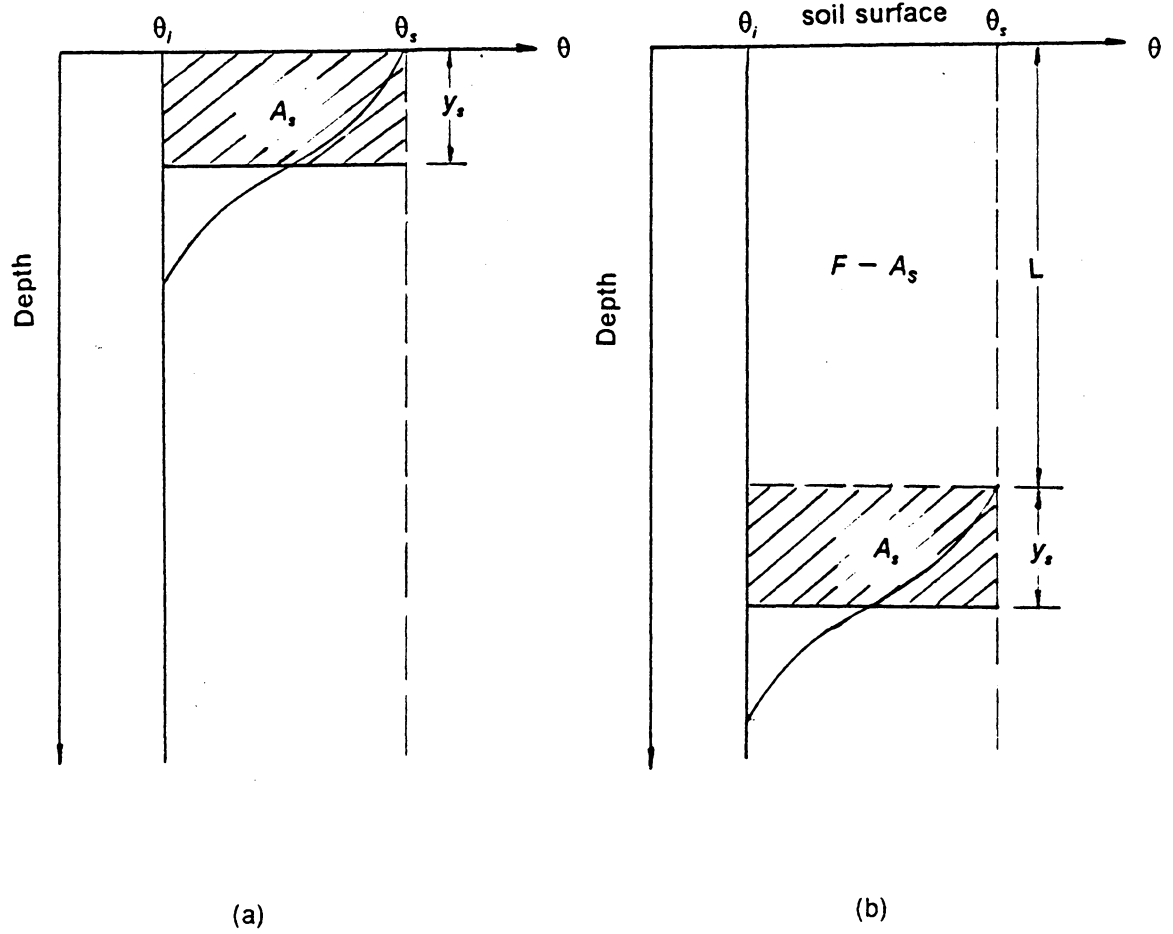 θi
θs
θ
As
ys
Depth
(a)
soil surface
θi
θs
θ
F − As
L
As
ys
Depth
(b)